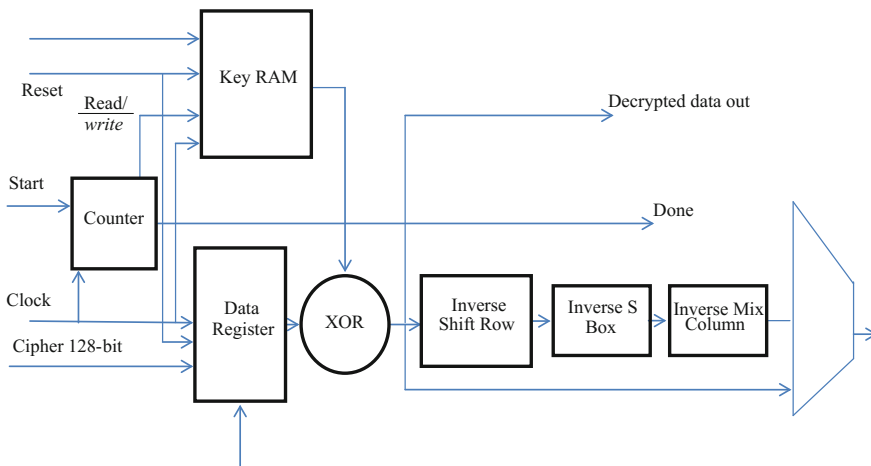 Key RAM
Reset
Read/
write
Decrypted data out
Start
Counter
Done
Clock
Data
Register
XOR
Inverse
Shift Row
Inverse S
Box
Inverse Mix
Column
Cipher 128-bit